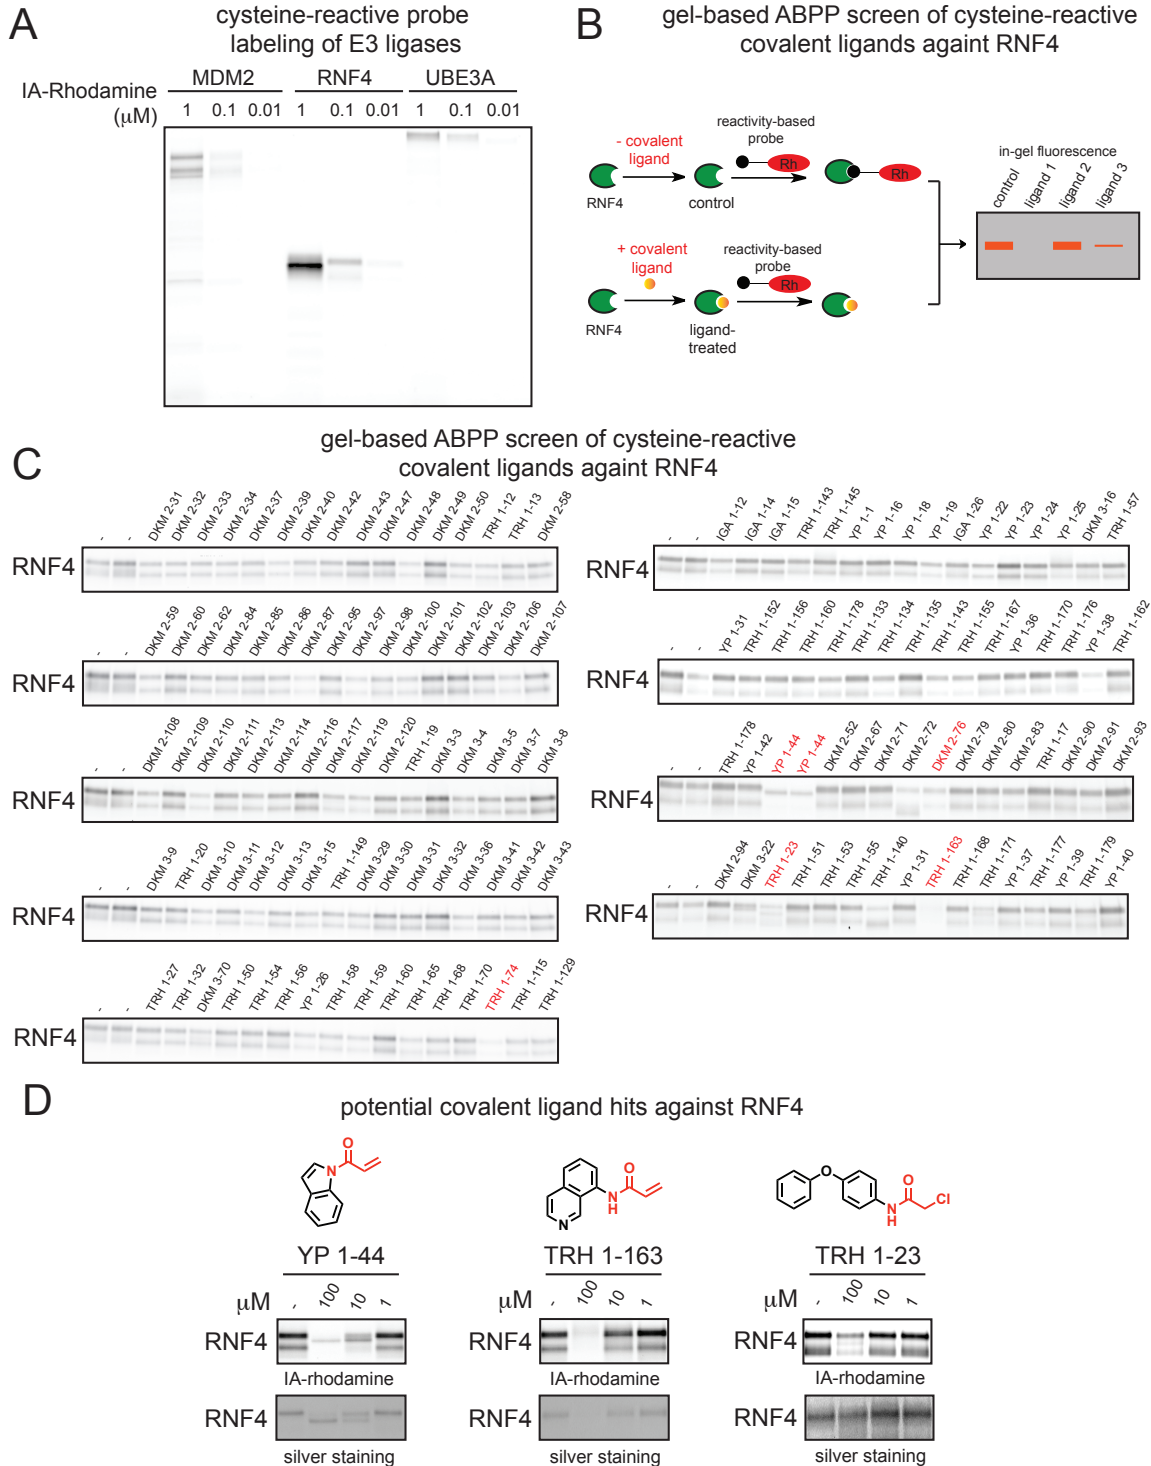 A
cysteine-reactive probe
labeling of E3 ligases
MDM2 RNF4 UBE3A
IA-Rhodamine
(μM)
1 0.1 0.01 1 0.1 0.01 1 0.1 0.01
B
gel-based ABPP screen of cysteine-reactive
covalent ligands againt RNF4
- covalent
ligand
reactivity-based
probe
Rh
Rh
RNF4
control
+ covalent
ligand
reactivity-based
probe
Rh
RNF4
ligand-
treated
in-gel fluorescence
control ligand 1 ligand 2 ligand 3
C
gel-based ABPP screen of cysteine-reactive
covalent ligands againt RNF4
- - DKM 2-31 DKM 2-32 DKM 2-33 DKM 2-34 DKM 2-37 DKM 2-39 DKM 2-40 DKM 2-42 DKM 2-43 DKM 2-47 DKM 2-48 DKM 2-49 DKM 2-50 TRH 1-12 TRH 1-13 DKM 2-58
RNF4
- - DKM 2-59 DKM 2-60 DKM 2-62 DKM 2-84 DKM 2-85 DKM 2-86 DKM 2-87 DKM 2-95 DKM 2-97 DKM 2-98 DKM 2-100 DKM 2-101 DKM 2-102 DKM 2-103 DKM 2-106 DKM 2-107
RNF4
- - DKM 2-108 DKM 2-109 DKM 2-110 DKM 2-111 DKM 2-113 DKM 2-114 DKM 2-116 DKM 2-117 DKM 2-119 DKM 2-120 TRH 1-19 DKM 3-3 DKM 3-4 DKM 3-5 DKM 3-7 DKM 3-8
RNF4
- - DKM 3-9 TRH 1-20 DKM 3-10 DKM 3-11 DKM 3-12 DKM 3-13 DKM 3-15 TRH 1-149 DKM 3-29 DKM 3-30 DKM 3-31 DKM 3-32 DKM 3-36 DKM 3-41 DKM 3-42 DKM 3-43
RNF4
- - TRH 1-27 TRH 1-32 DKM 3-70 TRH 1-50 TRH 1-54 TRH 1-56 YP 1-26 TRH 1-58 TRH 1-59 TRH 1-60 TRH 1-65 TRH 1-68 TRH 1-70 TRH 1-74 TRH 1-115 TRH 1-129
RNF4
- - IGA 1-12 IGA 1-14 IGA 1-15 TRH 1-143 TRH 1-145 YP 1-1 YP 1-16 YP 1-18 YP 1-19 IGA 1-26 YP 1-22 YP 1-23 YP 1-24 YP 1-25 DKM 3-16 TRH 1-57
RNF4
- - YP 1-31 TRH 1-152 TRH 1-156 TRH 1-160 TRH 1-178 TRH 1-133 TRH 1-134 TRH 1-135 TRH 1-143 TRH 1-155 TRH 1-167 YP 1-36 TRH 1-170 TRH 1-176 YP 1-38 TRH 1-162
RNF4
- - TRH 1-178 YP 1-42 YP 1-44 YP 1-44 DKM 2-52 DKM 2-67 DKM 2-71 DKM 2-72 DKM 2-76 DKM 2-79 DKM 2-80 DKM 2-83 TRH 1-17 DKM 2-90 DKM 2-91 DKM 2-93
RNF4
- - DKM 2-94 DKM 3-22 TRH 1-23 TRH 1-51 TRH 1-53 TRH 1-55 TRH 1-140 YP 1-31 TRH 1-163 TRH 1-168 TRH 1-171 YP 1-37 TRH 1-177 YP 1-39 TRH 1-179 YP 1-40
RNF4
D
potential covalent ligand hits against RNF4
N O
YP 1-44
μM - 100 10 1
RNF4
IA-rhodamine
RNF4
silver staining
N N H O
TRH 1-163
μM - 100 10 1
RNF4
IA-rhodamine
RNF4
silver staining
O N H O Cl
TRH 1-23
μM - 100 10 1
RNF4
IA-rhodamine
RNF4
silver staining